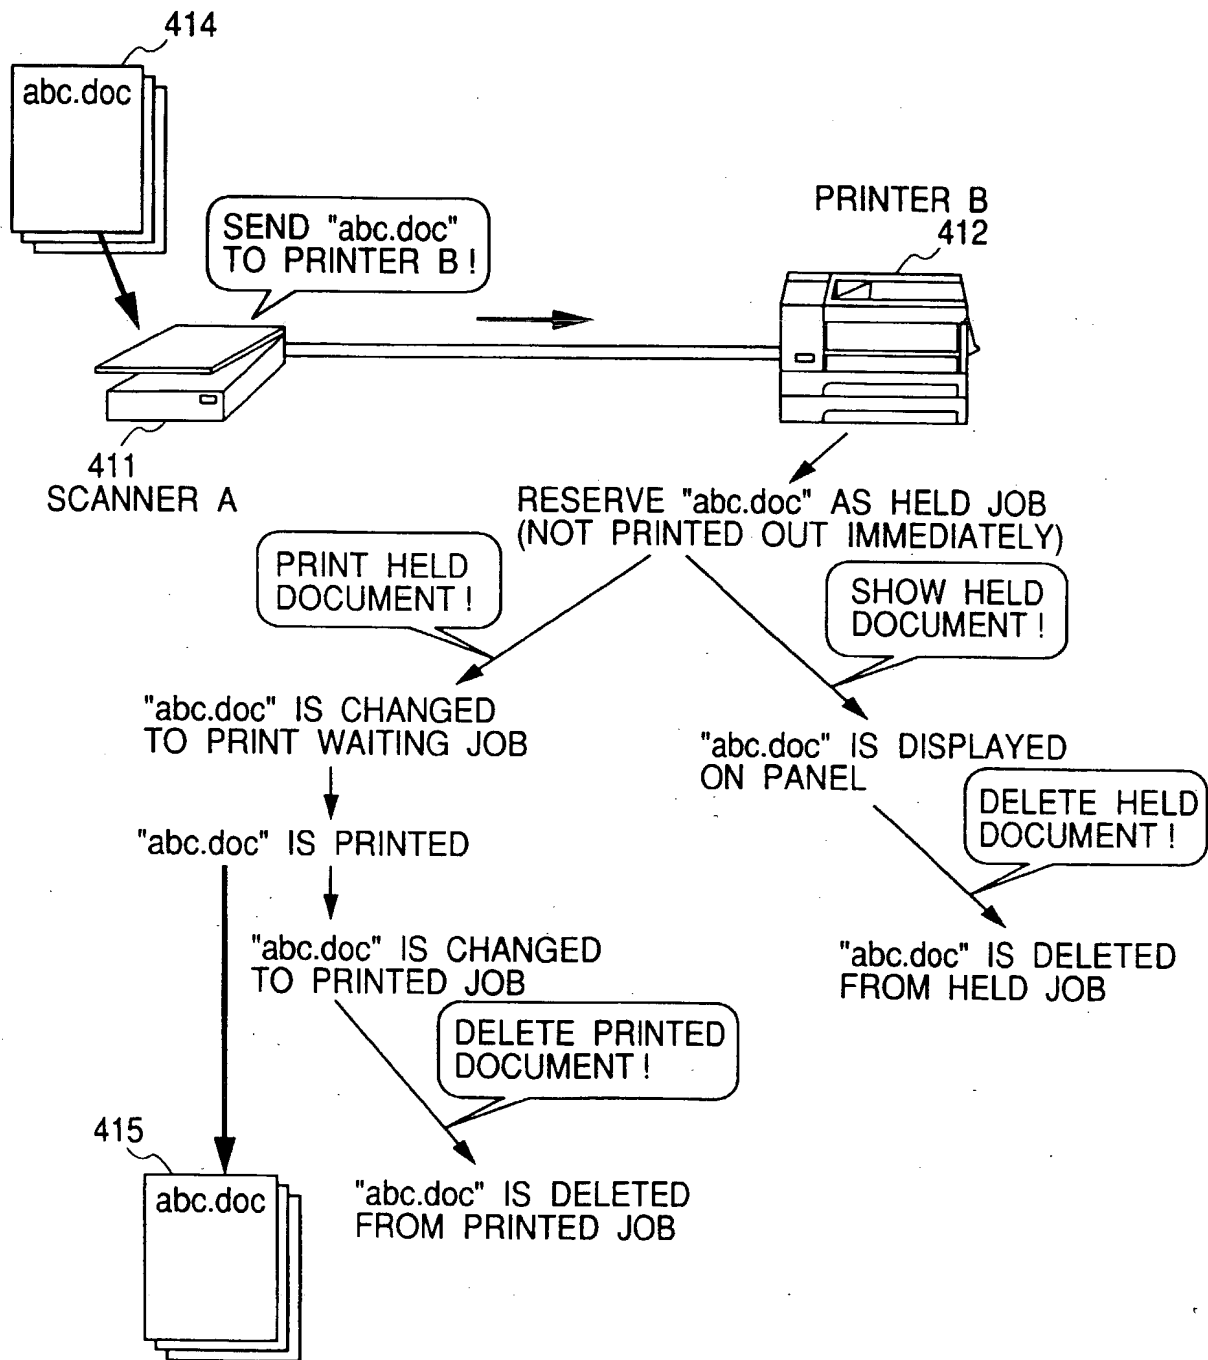 414
abc.doc
SEND "abc.doc"
TO PRINTER B !
PRINTER B
412
411
SCANNER A
RESERVE "abc.doc" AS HELD JOB
(NOT PRINTED OUT IMMEDIATELY)
PRINT HELD
DOCUMENT !
SHOW HELD
DOCUMENT !
"abc.doc" IS CHANGED
TO PRINT WAITING JOB
"abc.doc" IS DISPLAYED
ON PANEL
DELETE HELD
DOCUMENT !
"abc.doc" IS PRINTED
"abc.doc" IS CHANGED
TO PRINTED JOB
"abc.doc" IS DELETED
FROM HELD JOB
DELETE PRINTED
DOCUMENT !
415
abc.doc
"abc.doc" IS DELETED
FROM PRINTED JOB